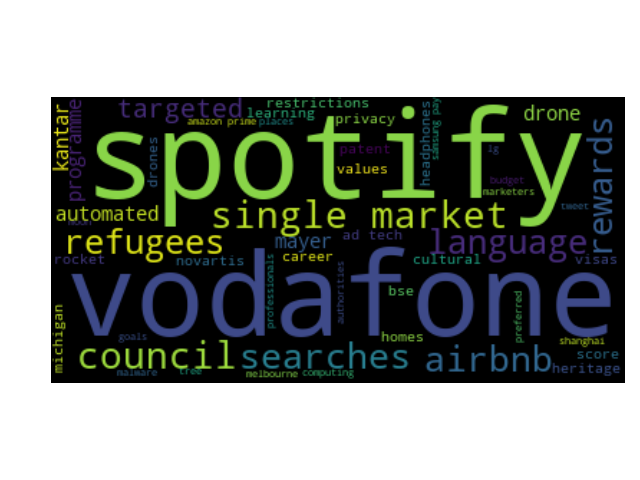 spotify
vodafone
single market
refugees
language
council
searches
airbnb
rewards
targeted
restrictions
learning
amazon prime
places
privacy
drone
kantar
programme
drones
headphones
samsung pay
patent
lg
values
budget
marketers
tweet
automated
mayer
ad tech
rocket
novartis
career
cultural
visas
professionals
authorities
bse
preferred
michigan
goals
homes
shanghai
score
heritage
malware
tree
melbourne
computing